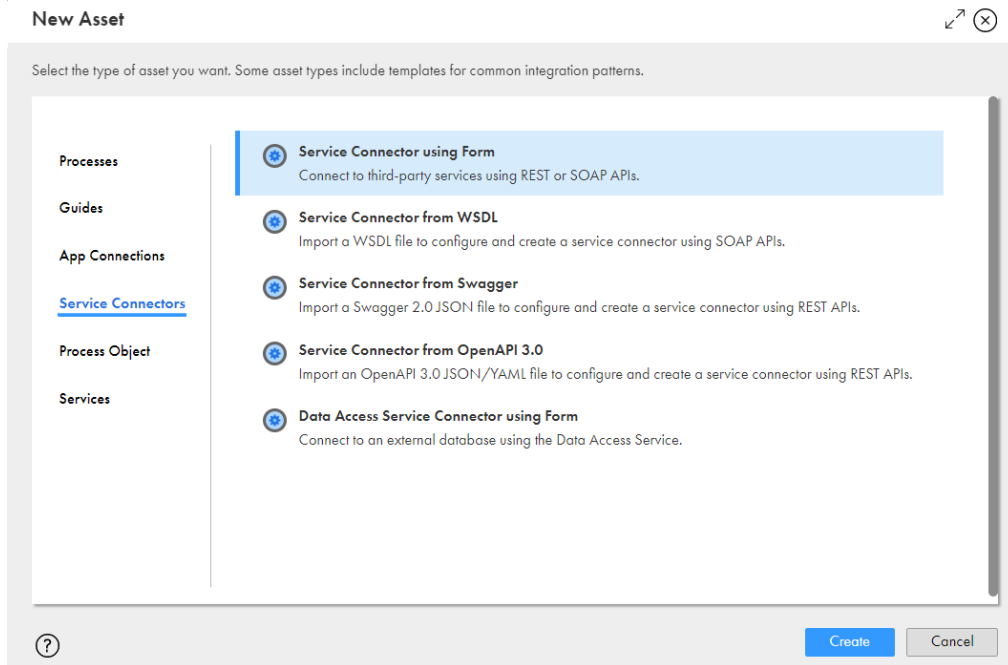 New Asset
Select the type of asset you want. Some asset types include templates for common integration patterns.
Processes
Guides
App Connections
Service Connectors
Process Object
Services
Service Connector using Form
Connect to third-party services using REST or SOAP APIs.
Service Connector from WSDL
Import a WSDL file to configure and create a service connector using SOAP APIs.
Service Connector from Swagger
Import a Swagger 2.0 JSON file to configure and create a service connector using REST APIs.
Service Connector from OpenAPI 3.0
Import an OpenAPI 3.0 JSON/YAML file to configure and create a service connector using REST APIs.
Data Access Service Connector using Form
Connect to an external database using the Data Access Service.
?
Create
Cancel